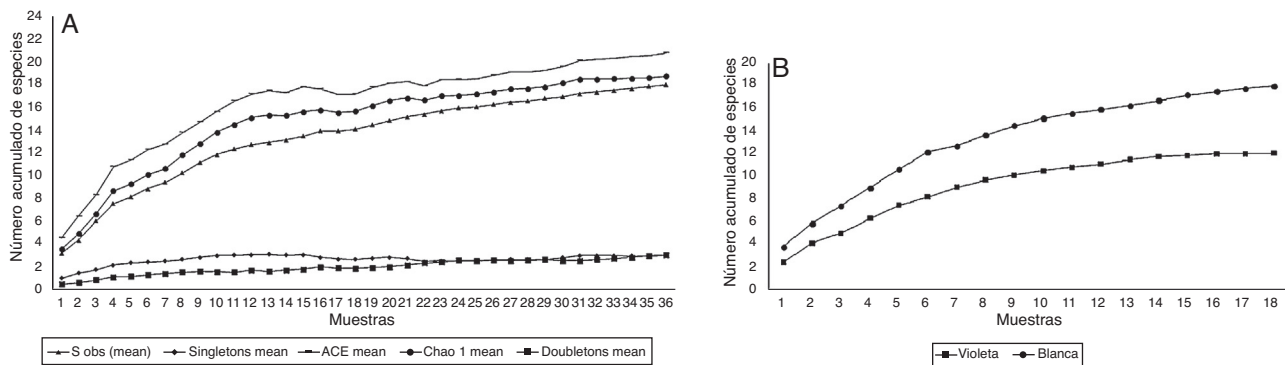 A
Número acumulado de especies
24
22
20
18
16
14
12
10
8
6
4
2
0
1 2 3 4 5 6 7 8 9 10 11 12 13 14 15 16 17 18 19 20 21 22 23 24 25 26 27 28 29 30 31 32 33 34 35 36
Muestras
S obs (mean) Singletons mean ACE mean Chao 1 mean Doubletons mean
B
Número acumulado de especies
20
18
16
14
12
10
8
6
4
2
0
1 2 3 4 5 6 7 8 9 10 11 12 13 14 15 16 17 18
Muestras
Violeta Blanca